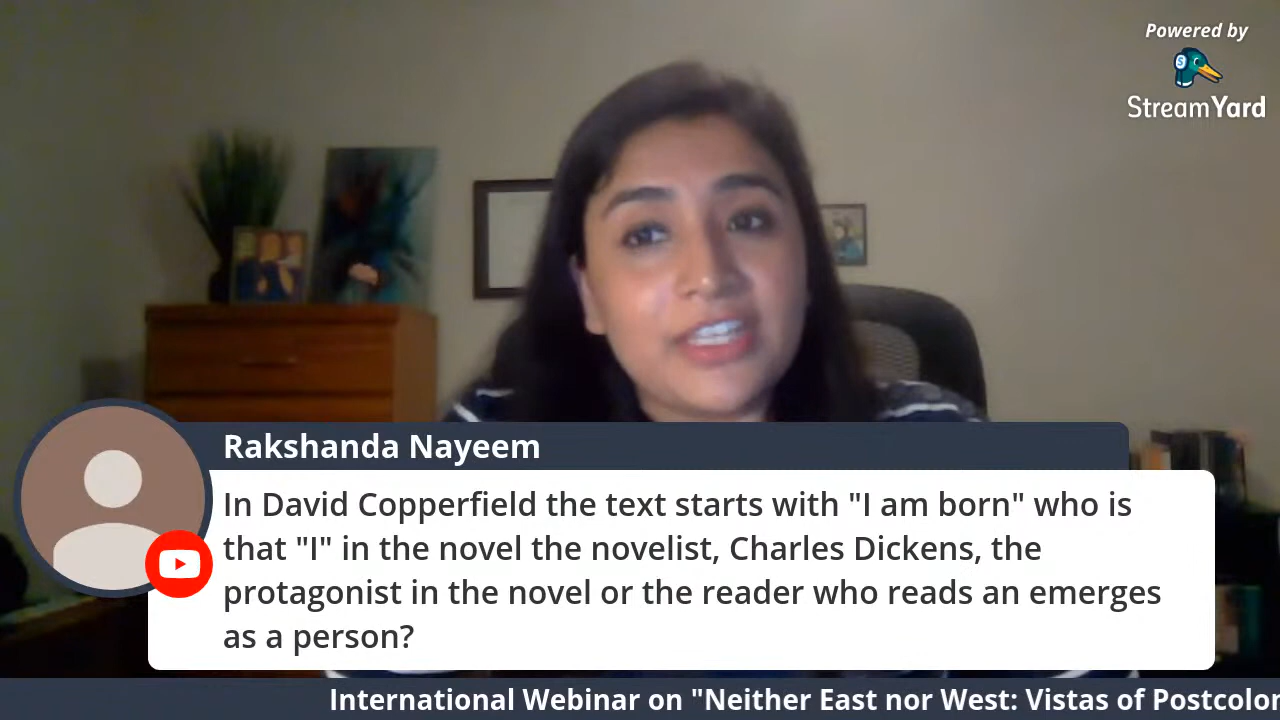 Powered by
StreamYard
Rakshanda Nayeem
In David Copperfield the text starts with "I am born" who is
that "I" in the novel the novelist, Charles Dickens, the
protagonist in the novel or the reader who reads an emerges
as a person?
International Webinar on "Neither East nor West: Vistas of Postcolon